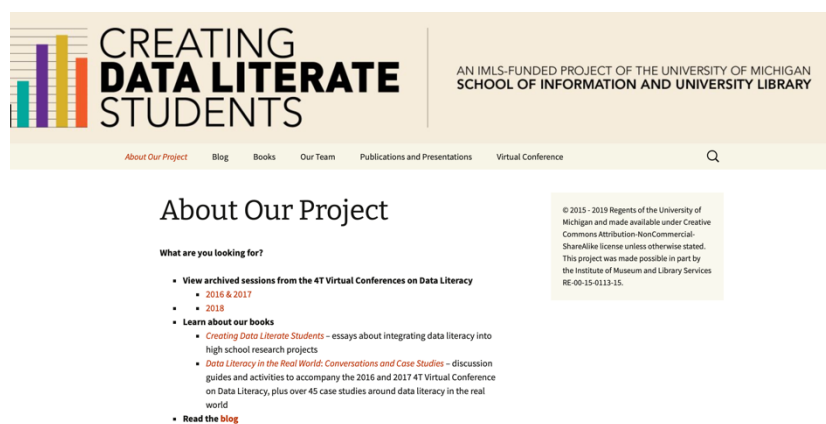 CREATING
DATA LITERATE
STUDENTS
AN IMLS-FUNDED PROJECT OF THE UNIVERSITY OF MICHIGAN
SCHOOL OF INFORMATION AND UNIVERSITY LIBRARY
About Our Project Blog Books Our Team Publications and Presentations Virtual Conference
About Our Project
What are you looking for?
View archived sessions from the 4T Virtual Conferences on Data Literacy
2016 & 2017
2018
Learn about our books
Creating Data Literate Students – essays about integrating data literacy into
high school research projects
Data Literacy in the Real World: Conversations and Case Studies – discussion
guides and activities to accompany the 2016 and 2017 4T Virtual Conference
on Data Literacy, plus over 45 case studies around data literacy in the real
world
Read the blog
© 2015 - 2019 Regents of the University of
Michigan and made available under Creative
Commons Attribution-NonCommercial-
ShareAlike license unless otherwise stated.
This project was made possible in part by
the Institute of Museum and Library Services
RE-00-15-0113-15.